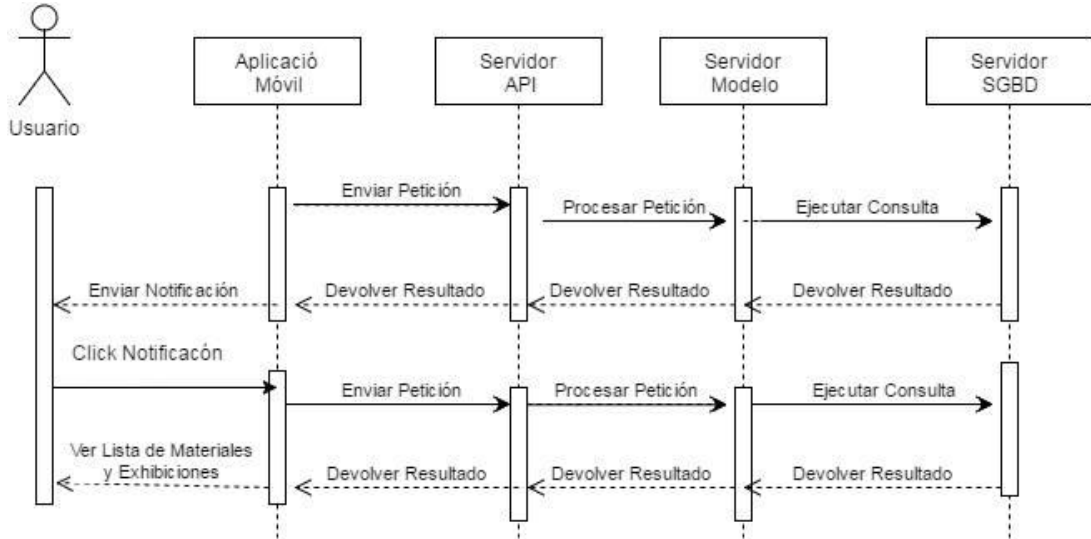 Usuario
Aplicació
Móvil
Servidor
API
Servidor
Modelo
Servidor
SGBD
Enviar Petición
Procesar Petición
Ejecutar Consulta
Enviar Notificación
Devolver Resultado
Devolver Resultado
Devolver Resultado
Click Notificacón
Enviar Petición
Procesar Petición
Ejecutar Consulta
Ver Lista de Materiales
y Exhibiciones
Devolver Resultado
Devolver Resultado
Devolver Resultado